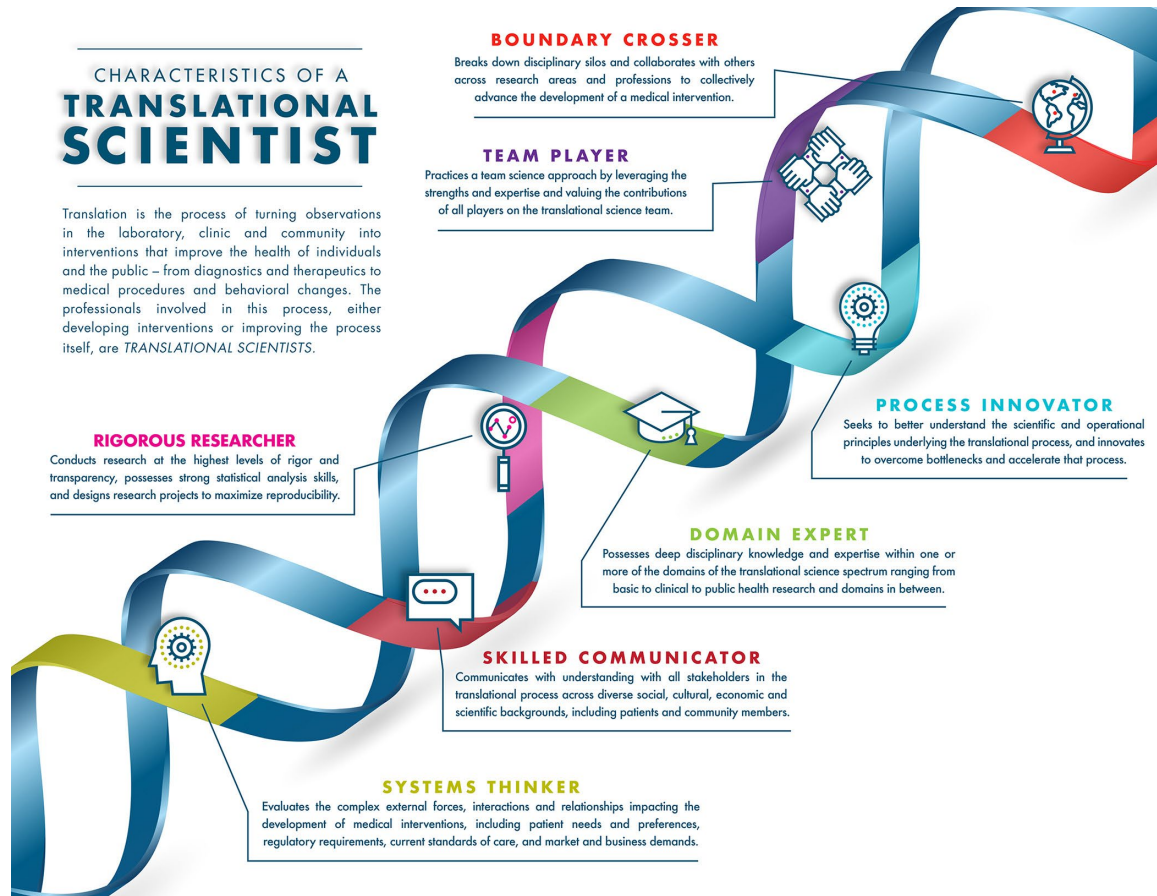 CHARACTERISTICS OF A
TRANSLATIONAL
SCIENTIST
Translation is the process of turning observations
in the laboratory, clinic and community into
interventions that improve the health of individuals
and the public – from diagnostics and therapeutics to
medical procedures and behavioral changes. The
professionals involved in this process, either
developing interventions or improving the process
itself, are TRANSLATIONAL SCIENTISTS.
BOUNDARY CROSSER
Breaks down disciplinary silos and collaborates with others
across research areas and professions to collectively
advance the development of a medical intervention.
TEAM PLAYER
Practices a team science approach by leveraging the
strengths and expertise and valuing the contributions
of all players on the translational science team.
PROCESS INNOVATOR
Seeks to better understand the scientific and operational
principles underlying the translational process, and innovates
to overcome bottlenecks and accelerate that process.
RIGOROUS RESEARCHER
Conducts research at the highest levels of rigor and
transparency, possesses strong statistical analysis skills,
and designs research projects to maximize reproducibility.
DOMAIN EXPERT
Possesses deep disciplinary knowledge and expertise within one or
more of the domains of the translational science spectrum ranging from
basic to clinical to public health research and domains in between.
SKILLED COMMUNICATOR
Communicates with understanding with all stakeholders in the
translational process across diverse social, cultural, economic and
scientific backgrounds, including patients and community members.
SYSTEMS THINKER
Evaluates the complex external forces, interactions and relationships impacting the
development of medical interventions, including patient needs and preferences,
regulatory requirements, current standards of care, and market and business demands.